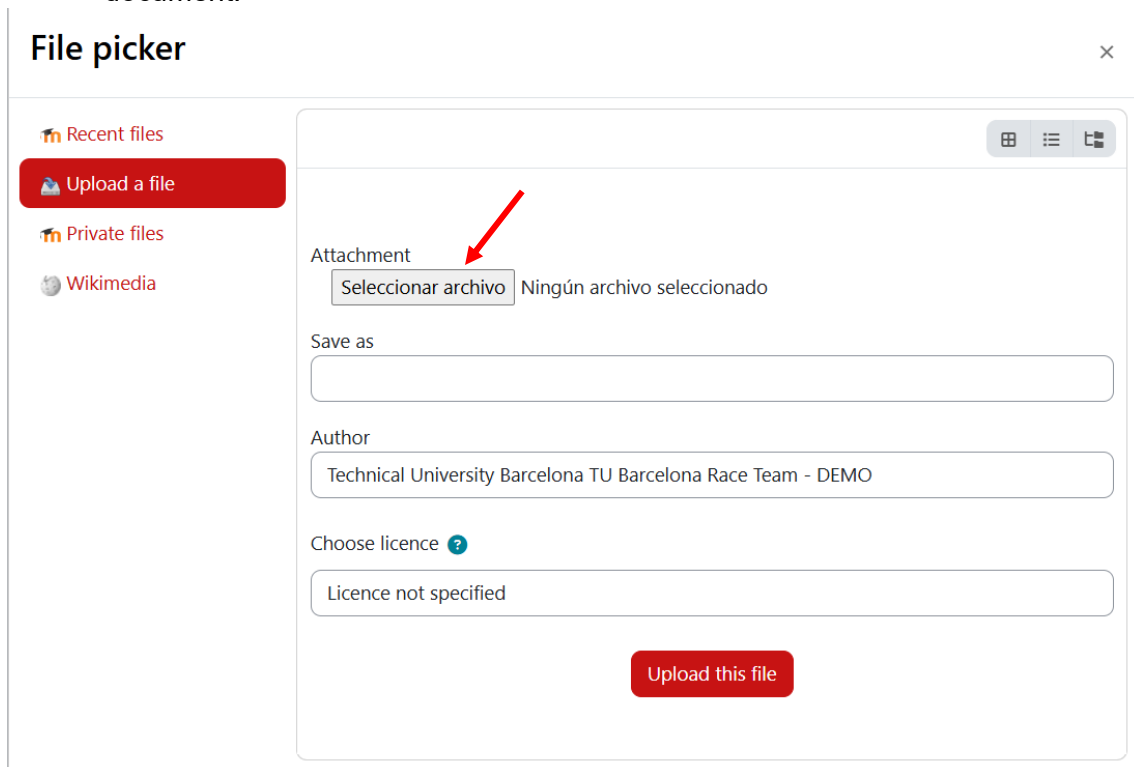 document.
File picker
Recent files
Upload a file
Private files
Wikimedia
Attachment
Seleccionar archivo Ningún archivo seleccionado
Save as
Author
Technical University Barcelona TU Barcelona Race Team - DEMO
Choose licence
Licence not specified
Upload this file